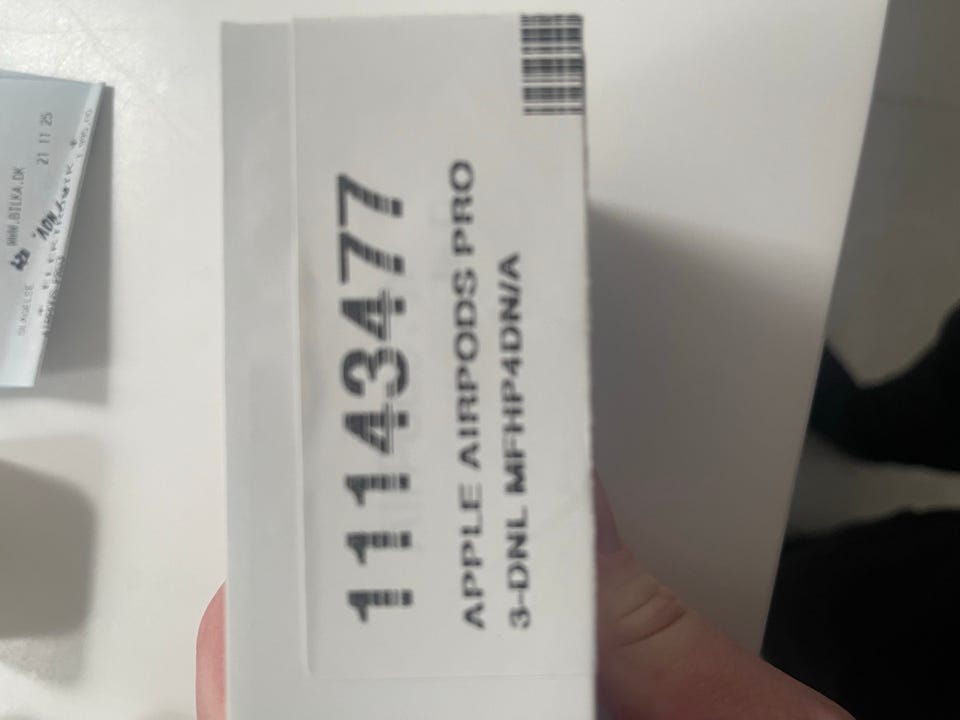 11143477
APPLE AIRPODS PRO
3-DNL MFHP4DN/A
WWW.BILKA.DK
21 11 25